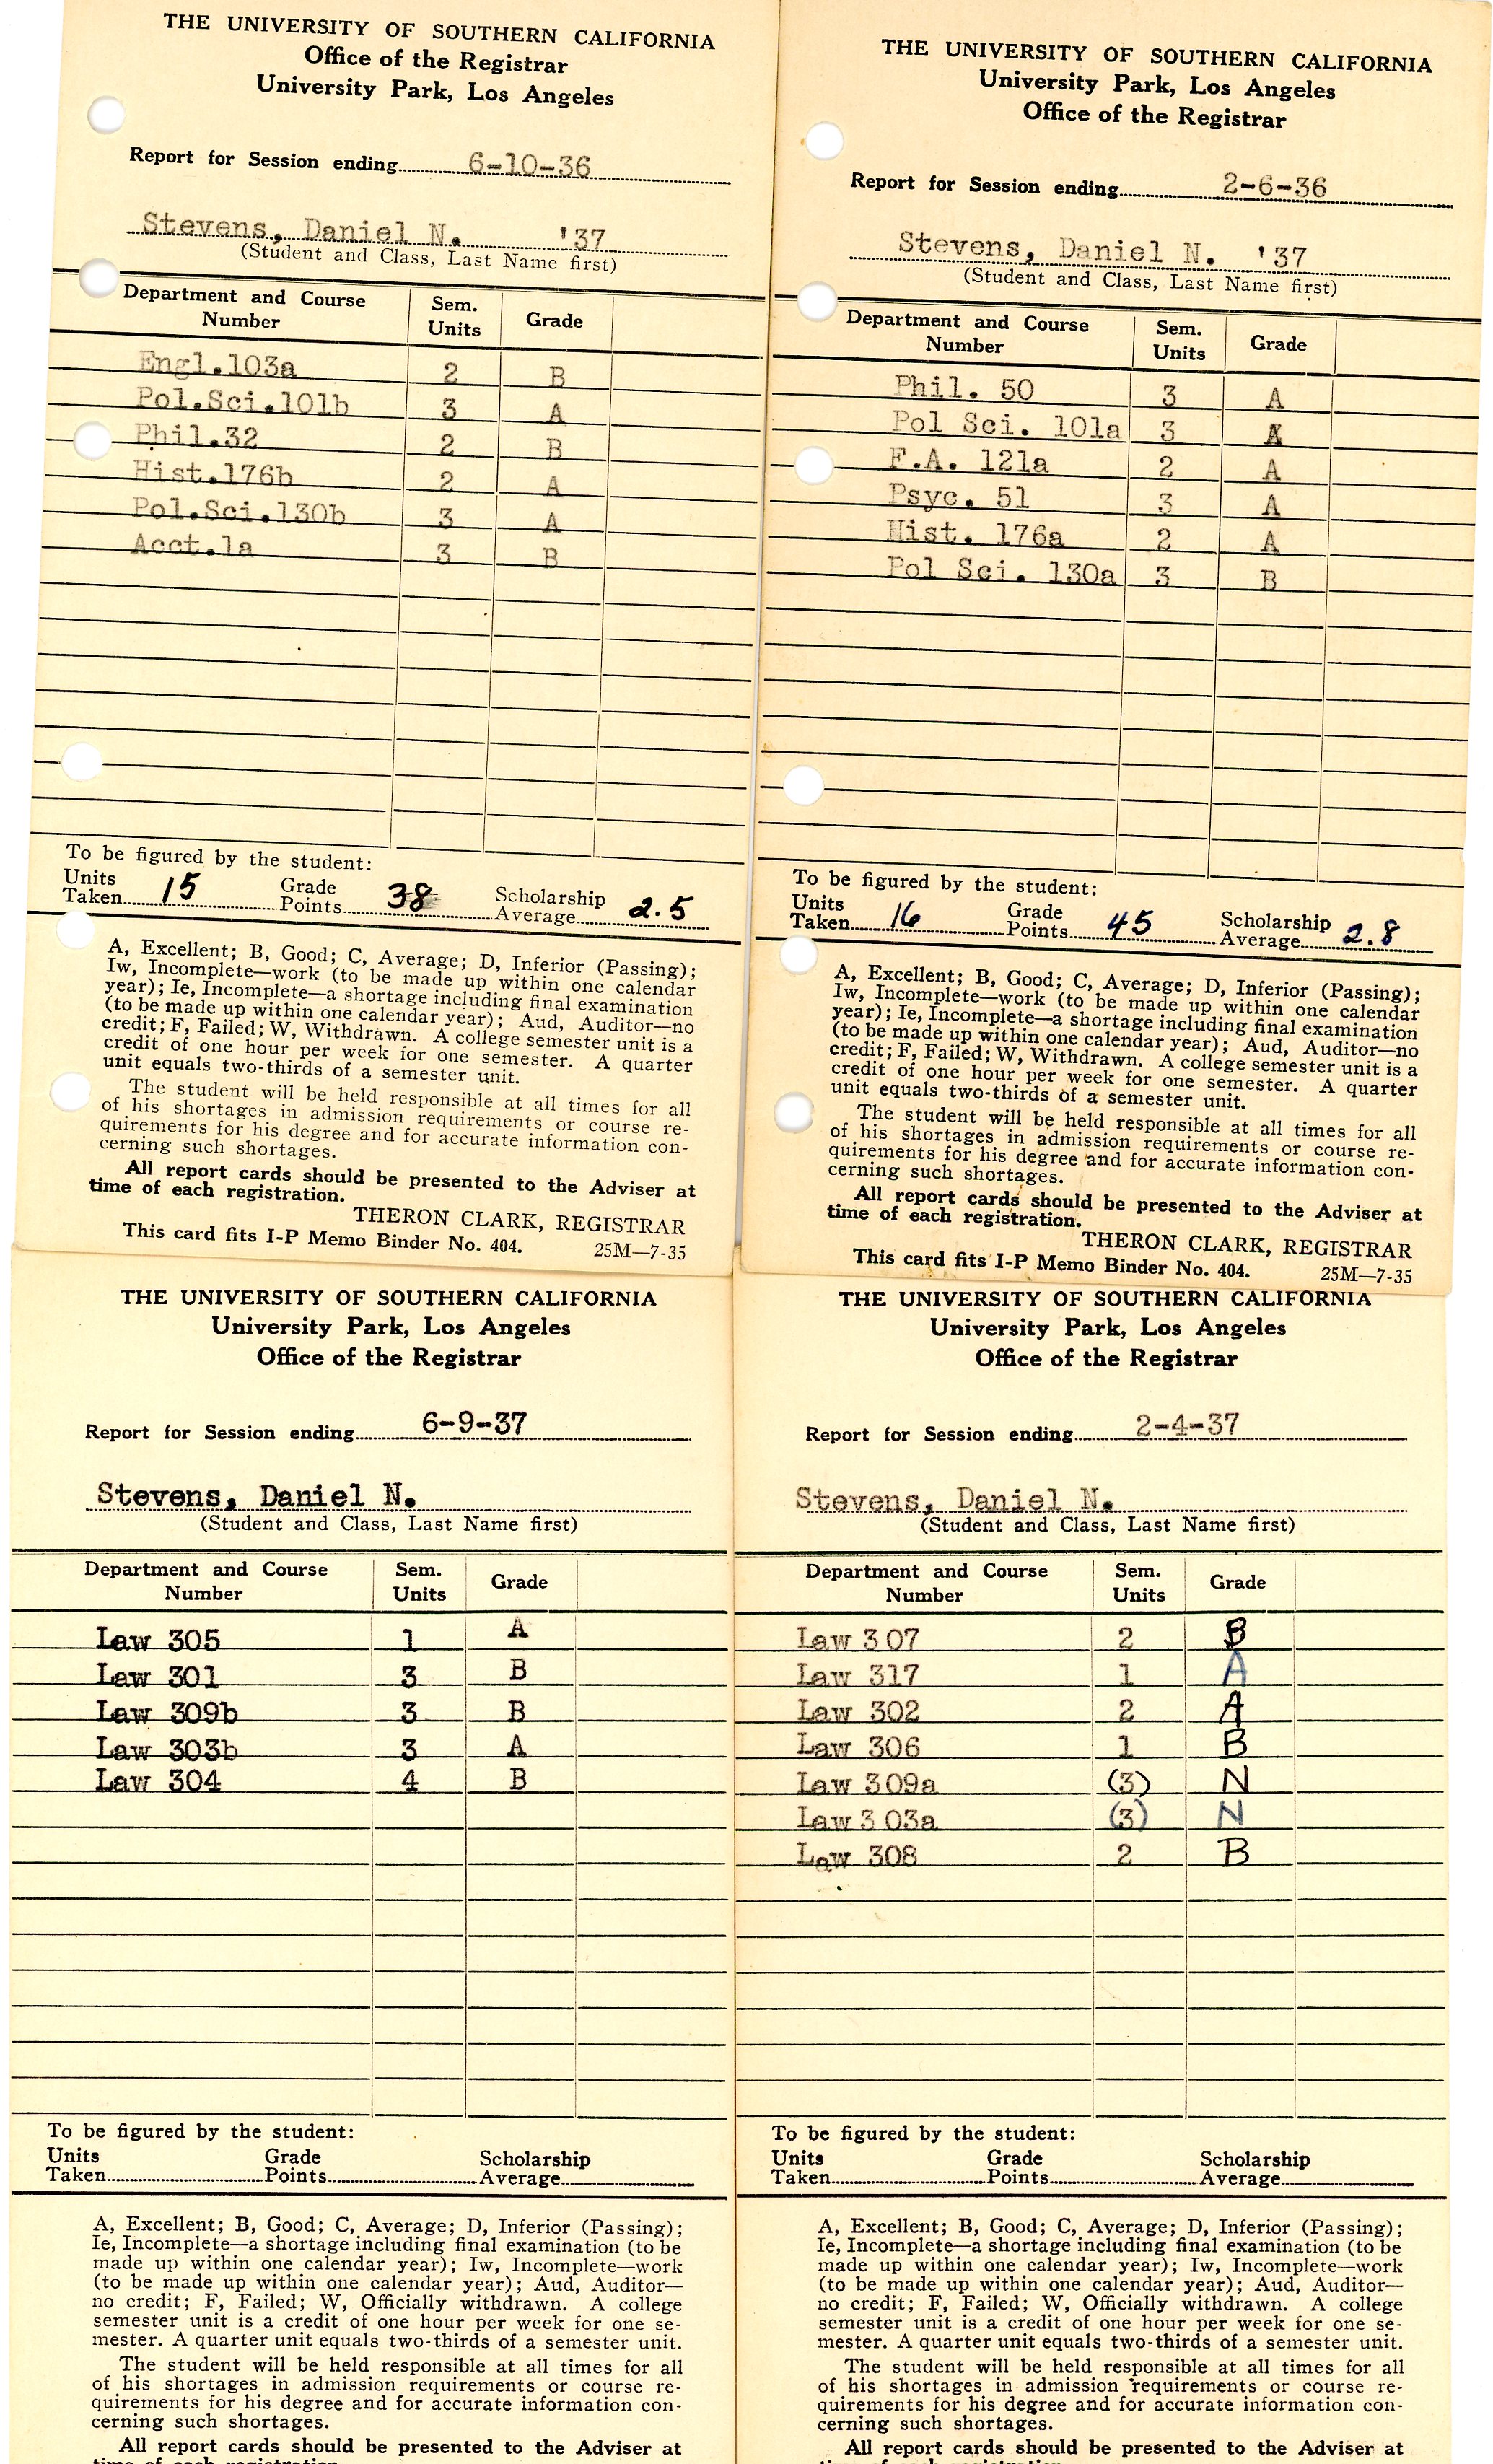 THE UNIVERSITY OF SOUTHERN CALIFORNIA
Office of the Registrar
University Park, Los Angeles
Report for Session ending 6-10-36
Stevens, Daniel N. '37
(Student and Class, Last Name first)
Department and Course Number Sem. Units Grade
Engl.103a 2 B
Pol.Sci.101b 3 A
Phil.32 2 B
Hist.176b 2 A
Pol.Sci.130b 3 A
Acct.1a 3 B
To be figured by the student:
Units Taken 15 Grade Points 38 Scholarship Average 2.5
A, Excellent; B, Good; C, Average; D, Inferior (Passing);
Iw, Incomplete—work (to be made up within one calendar
year); Ie, Incomplete—a shortage including final examination
(to be made up within one calendar year); Aud, Auditor—no
credit; F, Failed; W, Withdrawn. A college semester unit is a
credit of one hour per week for one semester. A quarter
unit equals two-thirds of a semester unit.
The student will be held responsible at all times for all
of his shortages in admission requirements or course re-
quirements for his degree and for accurate information con-
cerning such shortages.
All report cards should be presented to the Adviser at
time of each registration.
THERON CLARK, REGISTRAR
This card fits I-P Memo Binder No. 404. 25M—7-35
THE UNIVERSITY OF SOUTHERN CALIFORNIA
University Park, Los Angeles
Office of the Registrar
Report for Session ending 2-6-36
Stevens, Daniel N. '37
(Student and Class, Last Name first)
Department and Course Number Sem. Units Grade
Phil. 50 3 A
Pol Sci. 101a 3 A
F.A. 121a 2 A
Psyc. 51 3 A
Hist. 176a 2 A
Pol Sci. 130a 3 B
To be figured by the student:
Units Taken 16 Grade Points 45 Scholarship Average 2.8
A, Excellent; B, Good; C, Average; D, Inferior (Passing);
Iw, Incomplete—work (to be made up within one calendar
year); Ie, Incomplete—a shortage including final examination
(to be made up within one calendar year); Aud, Auditor—no
credit; F, Failed; W, Withdrawn. A college semester unit is a
credit of one hour per week for one semester. A quarter
unit equals two-thirds of a semester unit.
The student will be held responsible at all times for all
of his shortages in admission requirements or course re-
quirements for his degree and for accurate information con-
cerning such shortages.
All report cards should be presented to the Adviser at
time of each registration.
THERON CLARK, REGISTRAR
This card fits I-P Memo Binder No. 404. 25M—7-35
THE UNIVERSITY OF SOUTHERN CALIFORNIA
University Park, Los Angeles
Office of the Registrar
Report for Session ending 6-9-37
Stevens, Daniel N.
(Student and Class, Last Name first)
Department and Course Number Sem. Units Grade
Law 305 1 A
Law 301 3 B
Law 309b 3 B
Law 303b 3 A
Law 304 4 B
To be figured by the student:
Units Taken Grade Points Scholarship Average
A, Excellent; B, Good; C, Average; D, Inferior (Passing);
Ie, Incomplete—a shortage including final examination (to be
made up within one calendar year); Iw, Incomplete—work
(to be made up within one calendar year); Aud, Auditor—
no credit; F, Failed; W, Officially withdrawn. A college
semester unit is a credit of one hour per week for one se-
mester. A quarter unit equals two-thirds of a semester unit.
The student will be held responsible at all times for all
of his shortages in admission requirements or course re-
quirements for his degree and for accurate information con-
cerning such shortages.
All report cards should be presented to the Adviser at
time of each registration.
THE UNIVERSITY OF SOUTHERN CALIFORNIA
University Park, Los Angeles
Office of the Registrar
Report for Session ending 2-4-37
Stevens, Daniel N.
(Student and Class, Last Name first)
Department and Course Number Sem. Units Grade
Law 307 2 B
Law 317 1 A
Law 302 2 A
Law 306 1 B
Law 309a (3) N
Law 303a (3) N
Law 308 2 B
To be figured by the student:
Units Taken Grade Points Scholarship Average
A, Excellent; B, Good; C, Average; D, Inferior (Passing);
Ie, Incomplete—a shortage including final examination (to be
made up within one calendar year); Iw, Incomplete—work
(to be made up within one calendar year); Aud, Auditor—
no credit; F, Failed; W, Officially withdrawn. A college
semester unit is a credit of one hour per week for one se-
mester. A quarter unit equals two-thirds of a semester unit.
The student will be held responsible at all times for all
of his shortages in admission requirements or course re-
quirements for his degree and for accurate information con-
cerning such shortages.
All report cards should be presented to the Adviser at